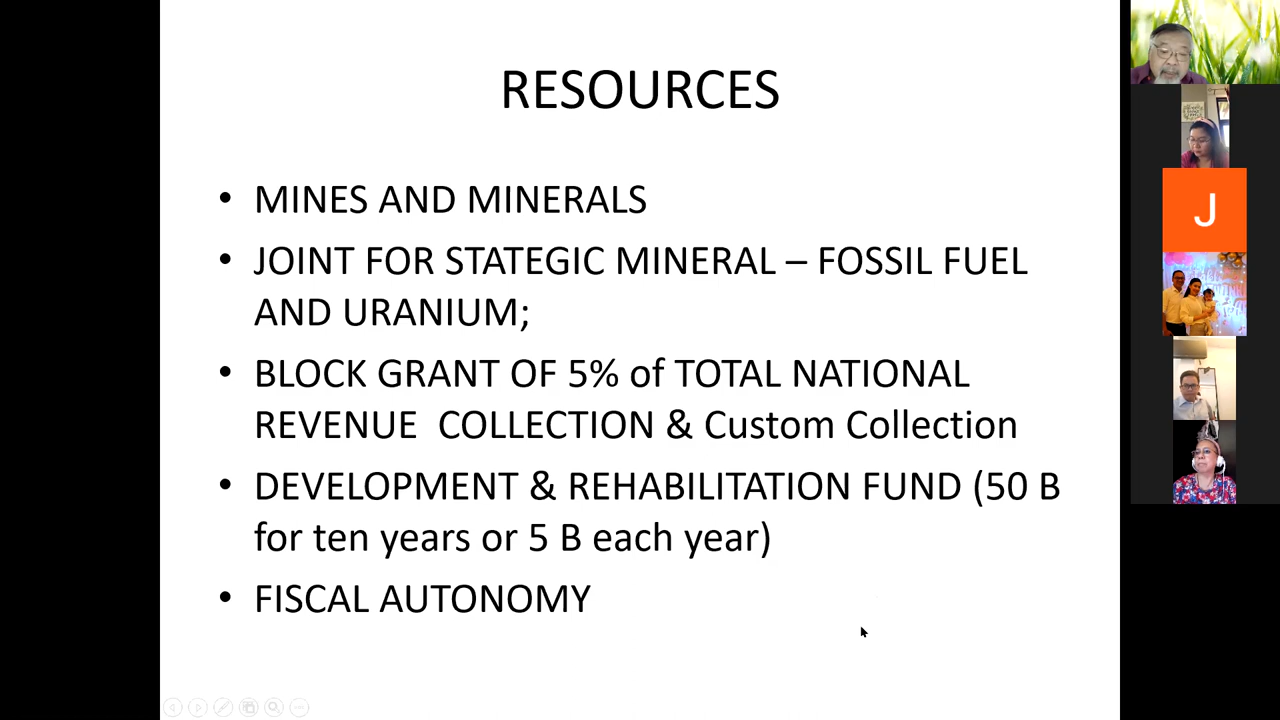 RESOURCES
• MINES AND MINERALS
• JOINT FOR STATEGIC MINERAL – FOSSIL FUEL
AND URANIUM;
• BLOCK GRANT OF 5% of TOTAL NATIONAL
REVENUE COLLECTION & Custom Collection
• DEVELOPMENT & REHABILITATION FUND (50 B
for ten years or 5 B each year)
• FISCAL AUTONOMY
J